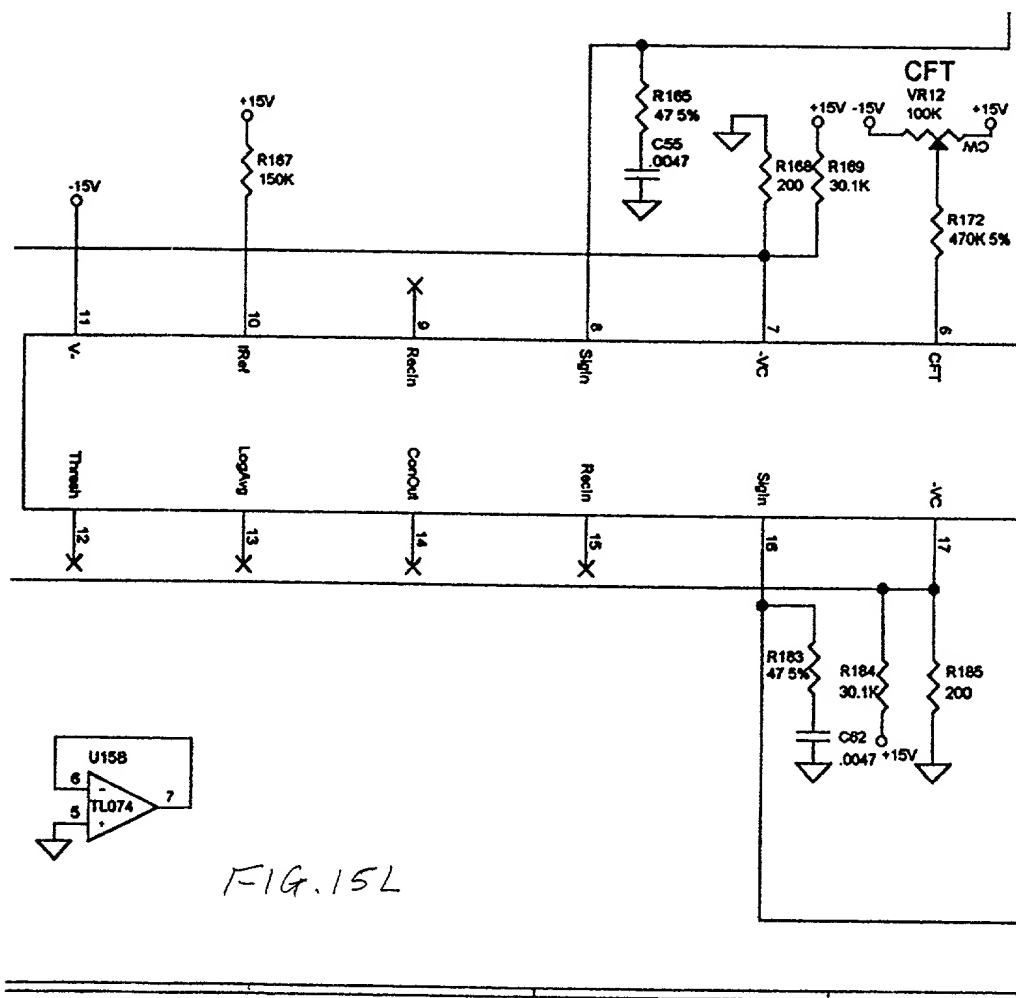 CFT
VR12
100K
-15V
+15V
CW
+15V
R165
47 5%
C55
.0047
R168
200
R169
30.1K
R172
470K 5%
+15V
R167
150K
-15V
11
10
9
8
7
6
V-
IRef
RecIn
SigIn
-VC
CFT
Thresh
LogAvg
ConOut
RecIn
SigIn
-VC
12
13
14
15
16
17
R183
47 5%
C62
.0047
R184
30.1K
+15V
R185
200
U15B
6
-
TL074
7
5
+
FIG. 15L